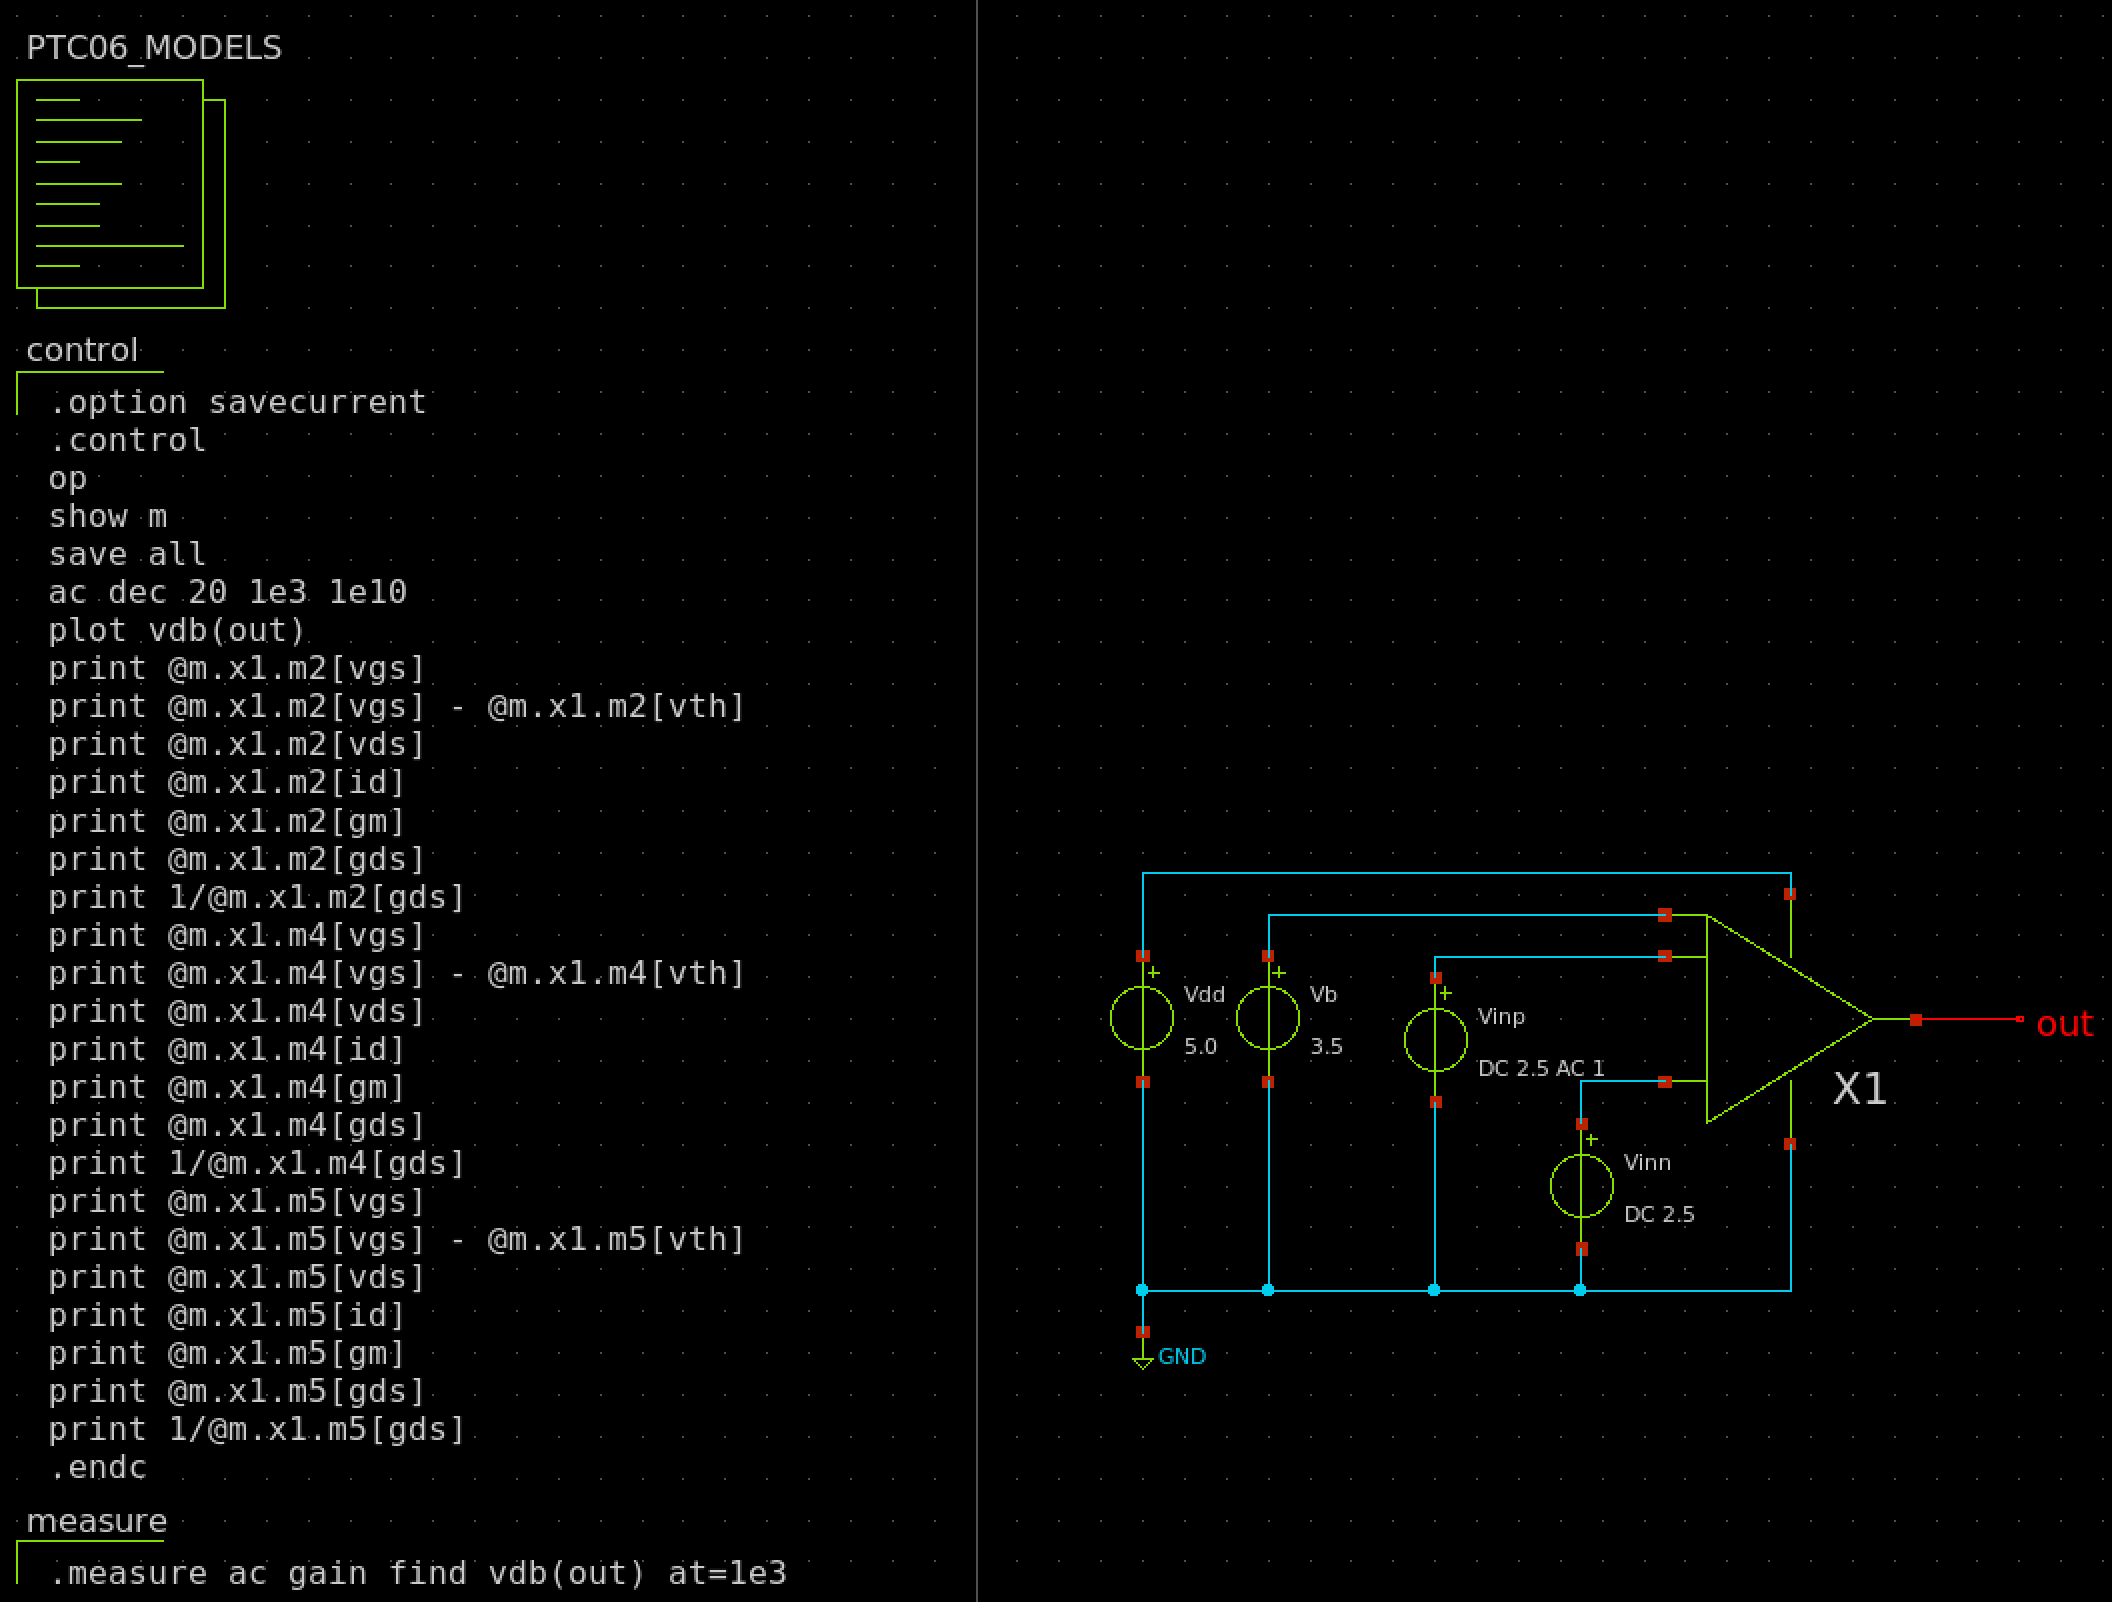 PTC06_MODELS
control
.option savecurrent
.control
op
show m
save all
ac dec 20 1e3 1e10
plot vdb(out)
print @m.x1.m2[vgs]
print @m.x1.m2[vgs] - @m.x1.m2[vth]
print @m.x1.m2[vds]
print @m.x1.m2[id]
print @m.x1.m2[gm]
print @m.x1.m2[gds]
print 1/@m.x1.m2[gds]
print @m.x1.m4[vgs]
print @m.x1.m4[vgs] - @m.x1.m4[vth]
print @m.x1.m4[vds]
print @m.x1.m4[id]
print @m.x1.m4[gm]
print @m.x1.m4[gds]
print 1/@m.x1.m4[gds]
print @m.x1.m5[vgs]
print @m.x1.m5[vgs] - @m.x1.m5[vth]
print @m.x1.m5[vds]
print @m.x1.m5[id]
print @m.x1.m5[gm]
print @m.x1.m5[gds]
print 1/@m.x1.m5[gds]
.endc
measure
.measure ac gain find vdb(out) at=1e3
+
Vdd
5.0
+
Vb
3.5
+
Vinp
DC 2.5 AC 1
+
Vinn
DC 2.5
X1
out
GND